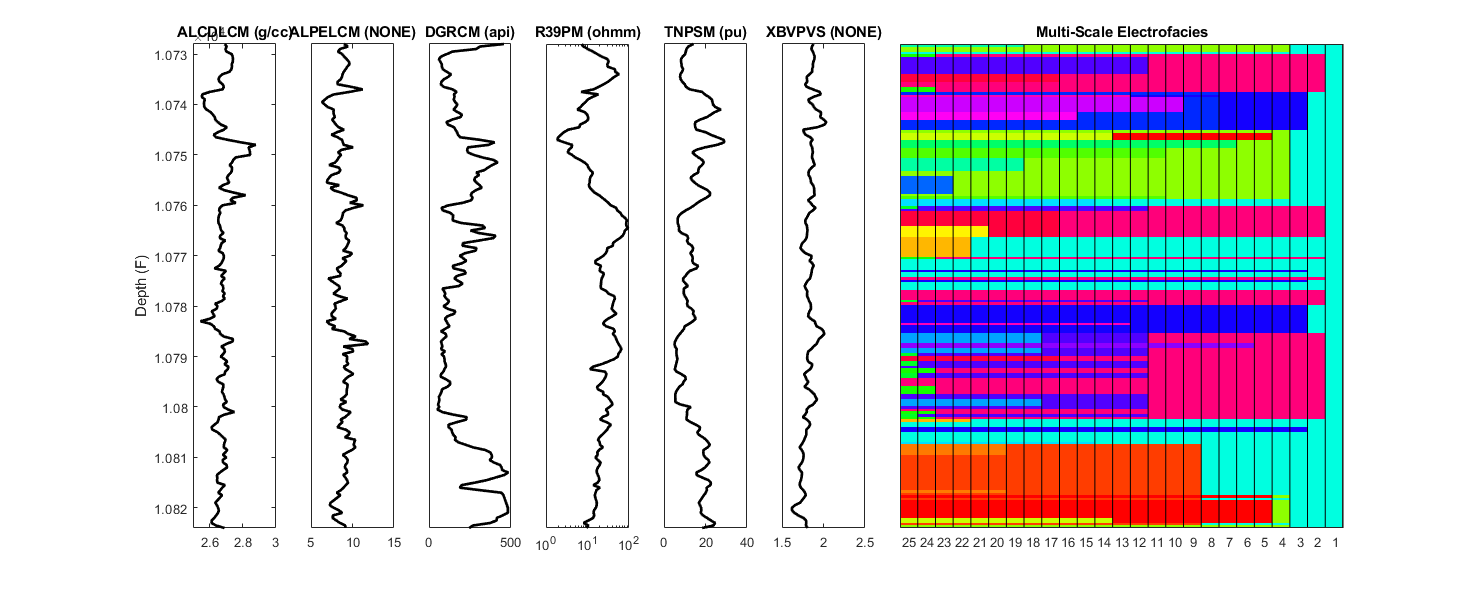 ALCDLCM (g/cc)
ALPELCM (NONE)
DGRCM (api)
R39PM (ohmm)
TNPSM (pu)
XBVPVS (NONE)
Multi-Scale Electrofacies
1.073
1.074
1.075
1.076
1.077
1.078
1.079
1.08
1.081
1.082
Depth (F)
2.6 2.8 3
5 10 15
0 500
10^0 10^1 10^2
0 20 40
1.5 2 2.5
25 24 23 22 21 20 19 18 17 16 15 14 13 12 11 10 9 8 7 6 5 4 3 2 1